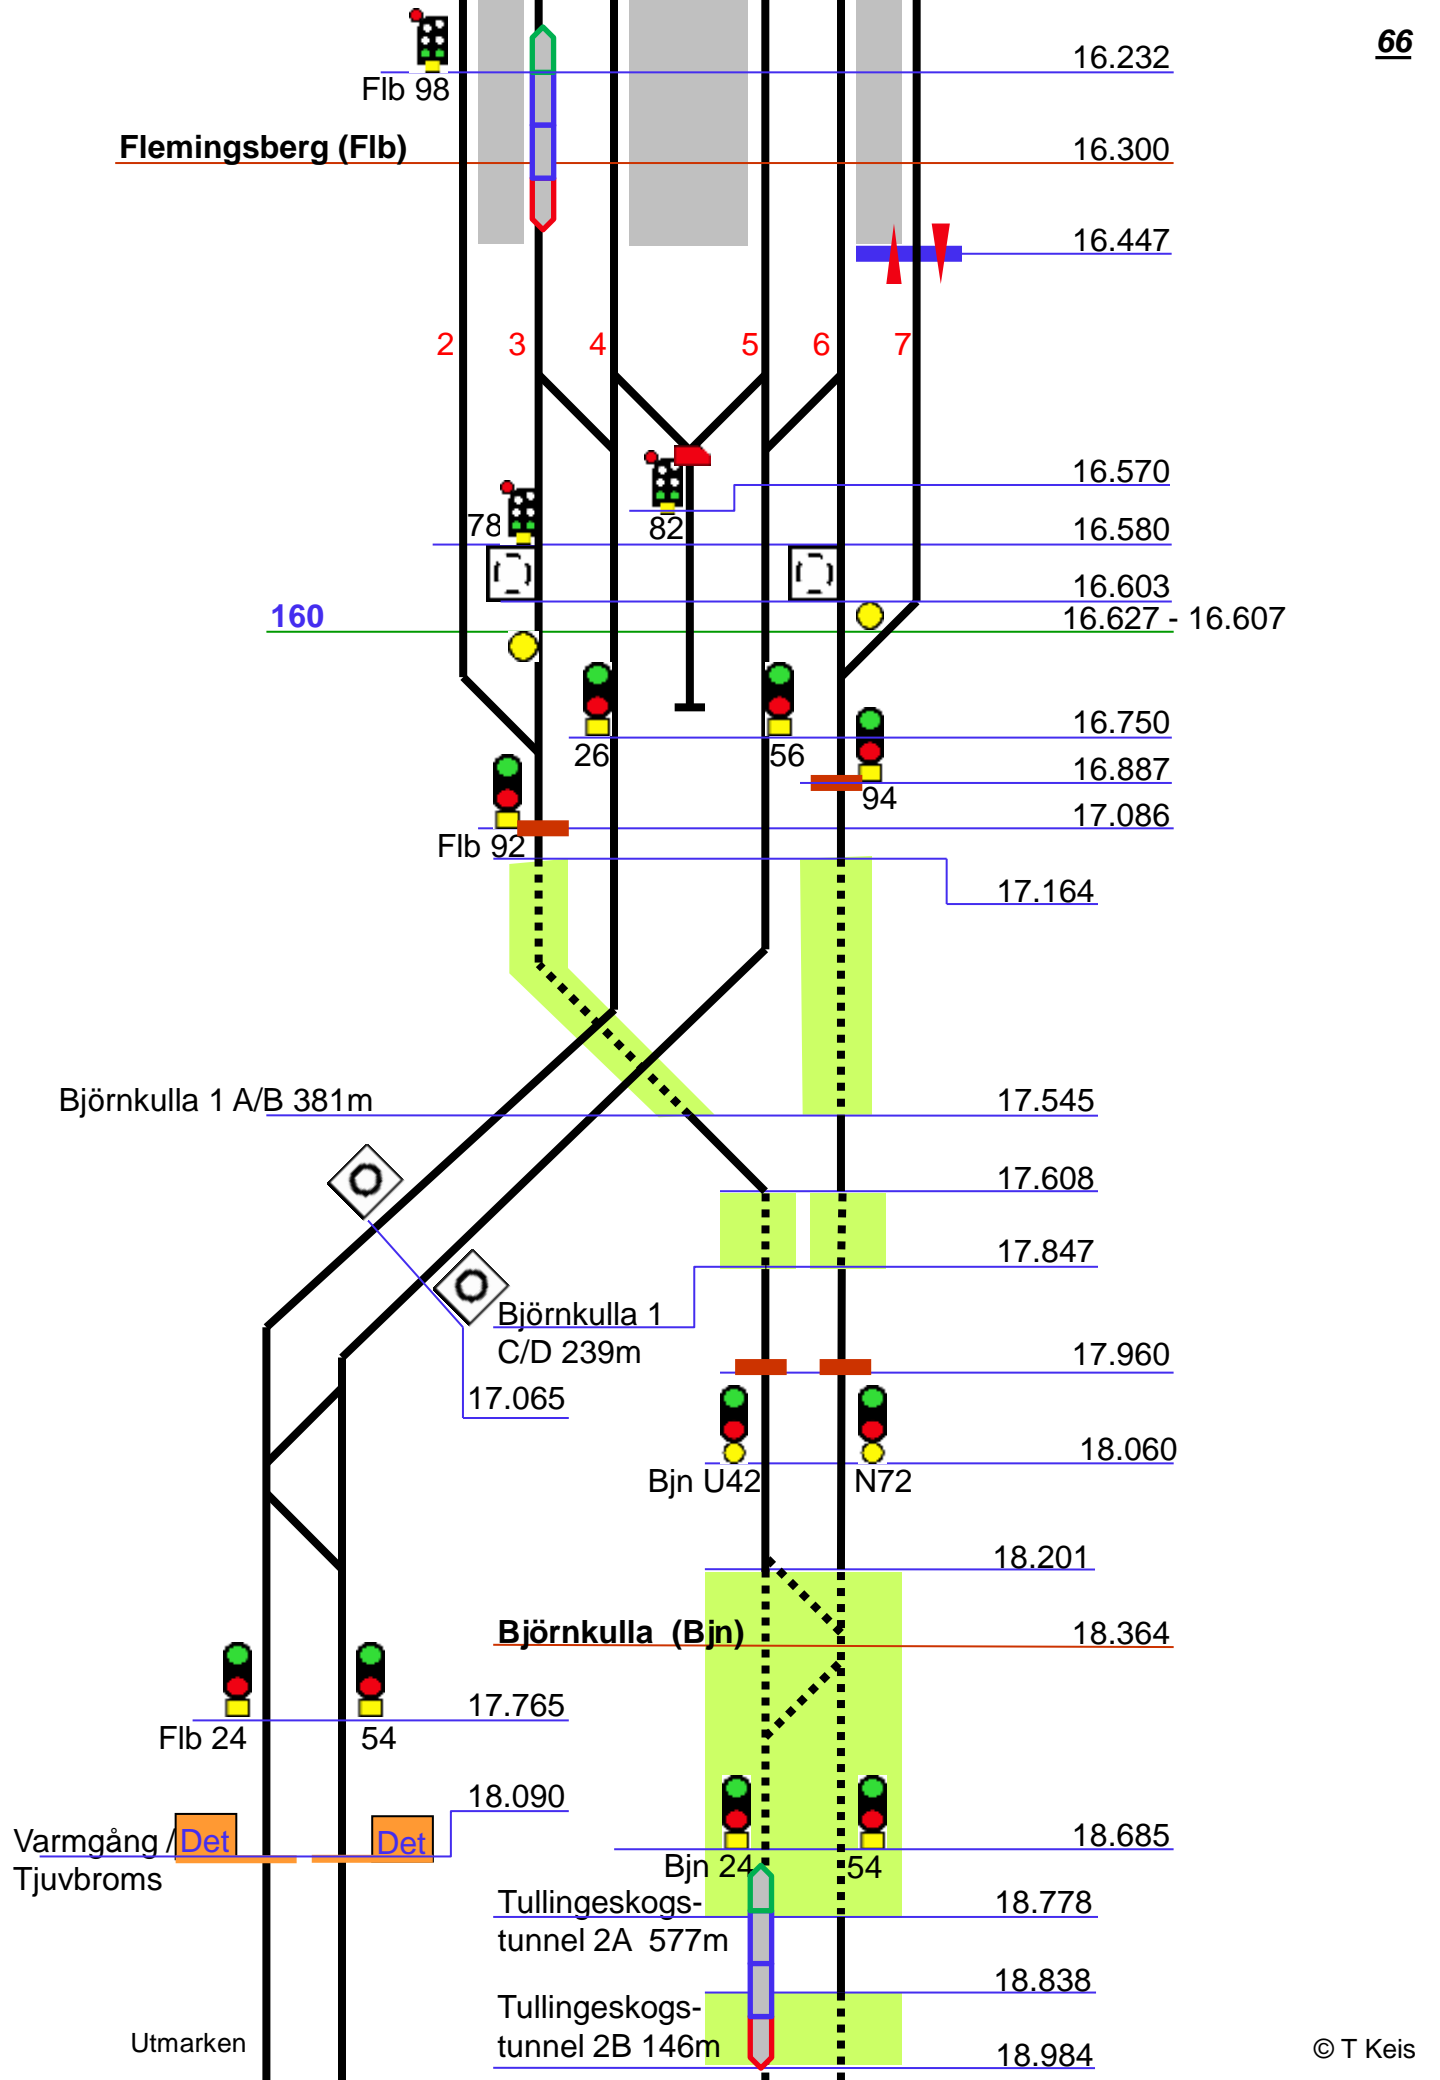 66
16.232
Flb 98
Flemingsberg (Flb)
16.300
16.447
2 3 4 5 6 7
16.570
78
82
16.580
16.603
160
16.627 - 16.607
16.750
26
56
16.887
94
17.086
Flb 92
17.164
Björnkulla 1 A/B 381m
17.545
17.608
17.847
Björnkulla 1
C/D 239m
17.960
17.065
18.060
Bjn U42
N72
18.201
Björnkulla (Bjn)
18.364
17.765
Flb 24
54
18.090
18.685
Varmgång /
Det
Det
Tjuvbroms
Bjn 24
54
Tullingeskogs-
18.778
tunnel 2A 577m
18.838
Tullingeskogs-
Utmarken
tunnel 2B 146m
18.984
© T Keis